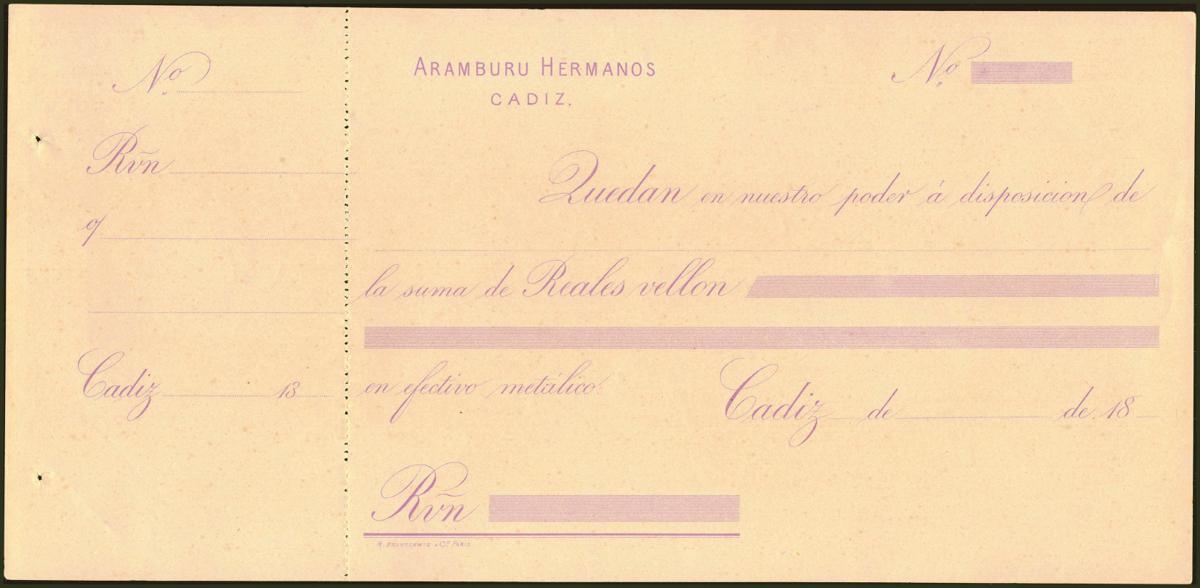 No
Rvn
Cadiz 18
ARAMBURU HERMANOS
CADIZ.
No
Quedan en nuestro poder á disposicion de
la suma de Reales vellon
en efectivo metálico.
Cadiz de de 18
Rvn
PARIS